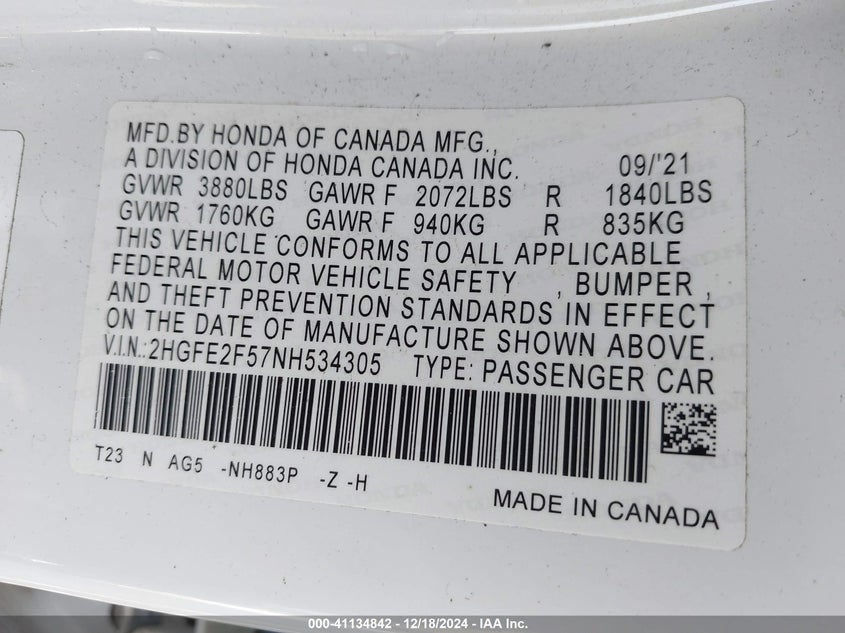 MFD.BY HONDA OF CANADA MFG.,
A DIVISION OF HONDA CANADA INC. 09/'21
GVWR 3880LBS GAWR F 2072LBS R 1840LBS
GVWR 1760KG GAWR F 940KG R 835KG
THIS VEHICLE CONFORMS TO ALL APPLICABLE
FEDERAL MOTOR VEHICLE SAFETY , BUMPER ,
AND THEFT PREVENTION STANDARDS IN EFFECT
ON THE DATE OF MANUFACTURE SHOWN ABOVE.
V.I.N.:2HGFE2F57NH534305 TYPE: PASSENGER CAR
T23 N AG5 -NH883P -Z -H
MADE IN CANADA
000-41134842 - 12/18/2024 - IAA Inc.